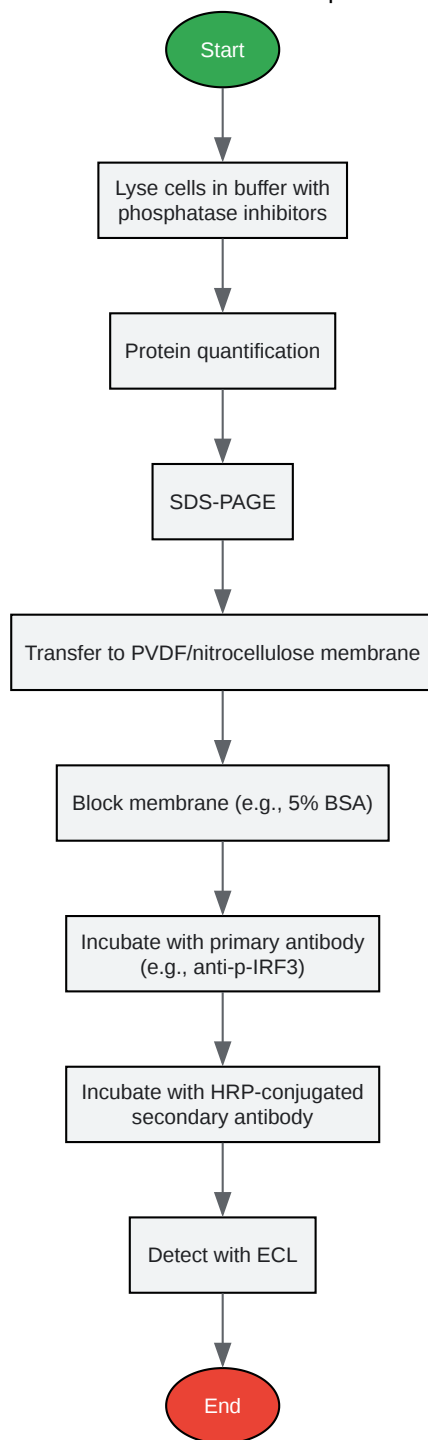 Start
Lyse cells in buffer with
phosphatase inhibitors
Protein quantification
SDS-PAGE
Transfer to PVDF/nitrocellulose membrane
Block membrane (e.g., 5% BSA)
Incubate with primary antibody
(e.g., anti-p-IRF3)
Incubate with HRP-conjugated
secondary antibody
Detect with ECL
End